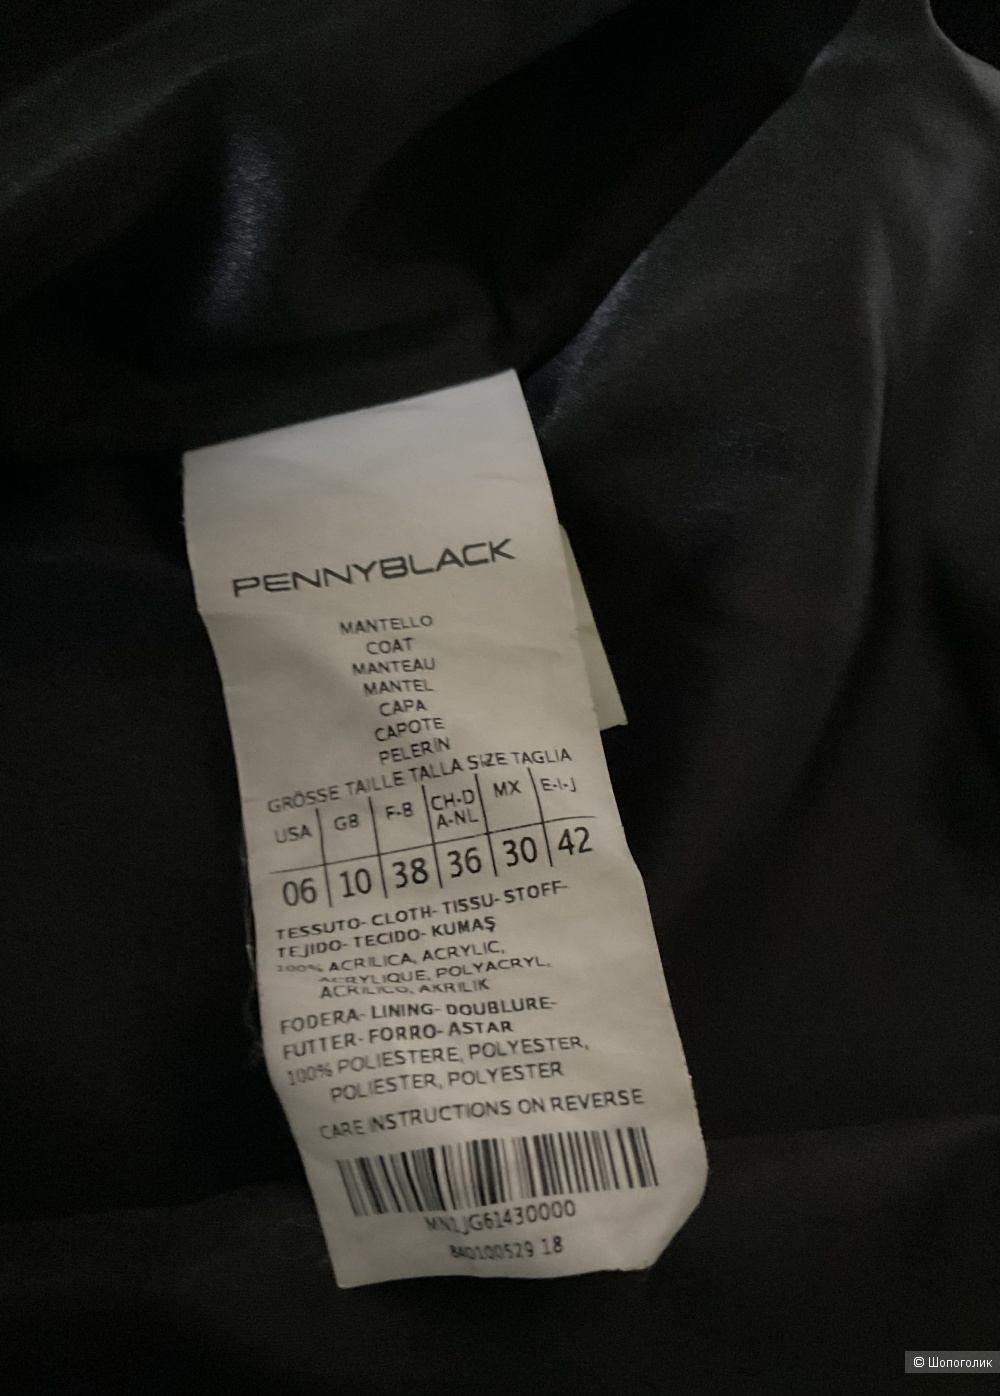 PENNYBLACK
MANTELLO
COAT
MANTEAU
MANTEL
CAPA
CAPOTE
PELERIN
GRÖSSE TAILLE TALLA SIZE TAGLIA
USA GB F-B CH-D A-NL MX E-I-J
06 10 38 36 30 42
TESSUTO- CLOTH- TISSU- STOFF-
TEJIDO- TECIDO- KUMAŞ
100% ACRILICA, ACRYLIC,
ACRYLIQUE, POLYACRYL,
ACRILICO, AKRILIK
FODERA- LINING- DOUBLURE-
FUTTER- FORRO- ASTAR
100% POLIESTERE, POLYESTER,
POLIESTER, POLYESTER
CARE INSTRUCTIONS ON REVERSE
MN1JG61430000
BAD100529 18
© Шопоголик